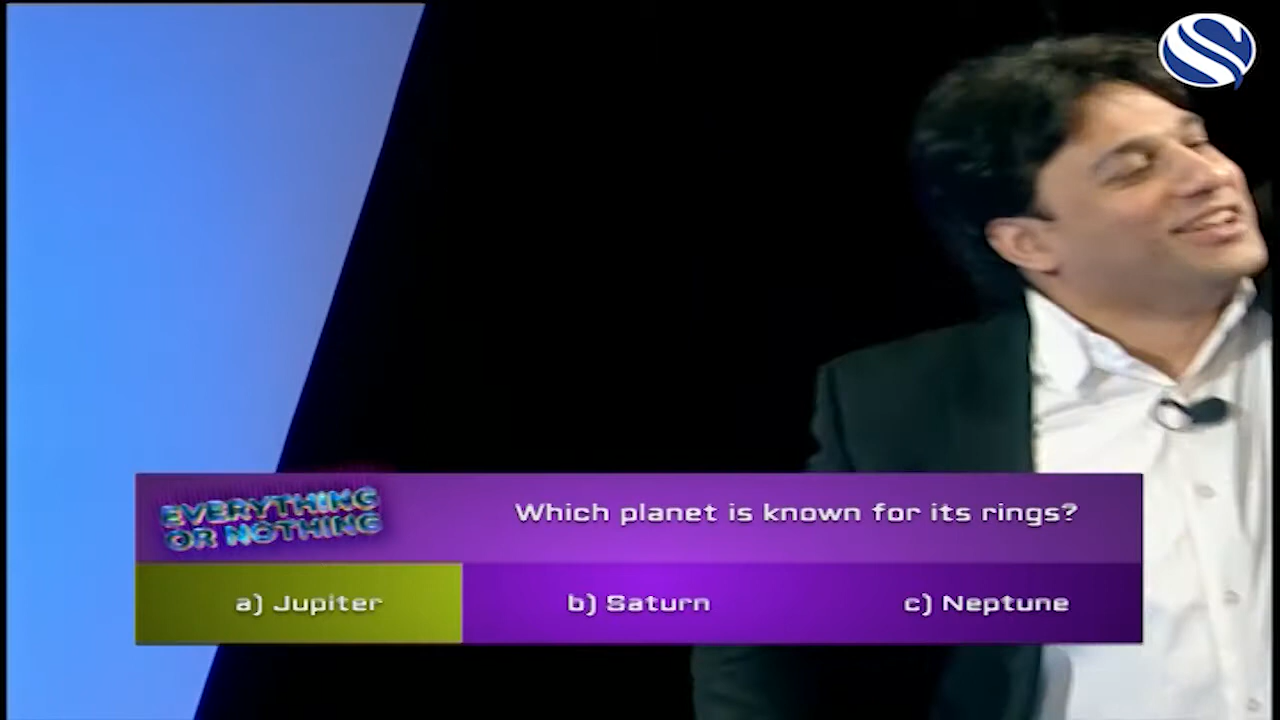 EVERYTHING
OR NOTHING
Which planet is known for its rings?
a) Jupiter
b) Saturn
c) Neptune